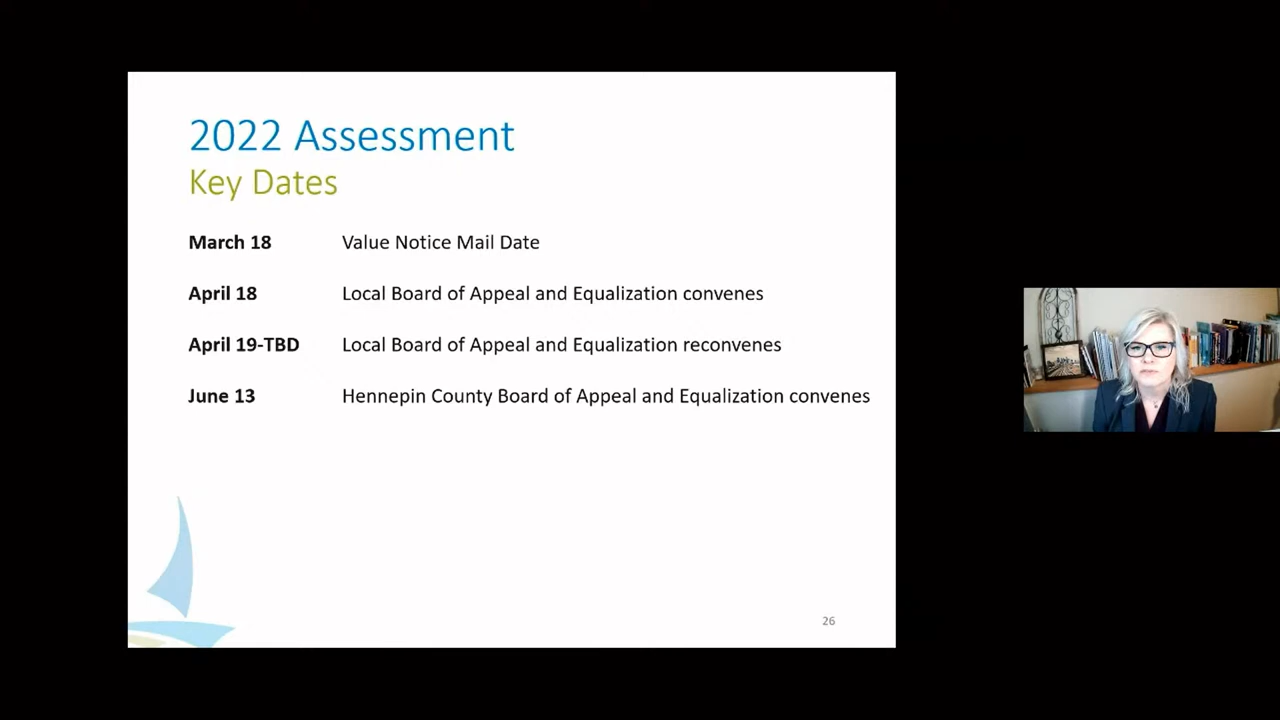 2022 Assessment
Key Dates
March 18 Value Notice Mail Date
April 18 Local Board of Appeal and Equalization convenes
April 19-TBD Local Board of Appeal and Equalization reconvenes
June 13 Hennepin County Board of Appeal and Equalization convenes
26